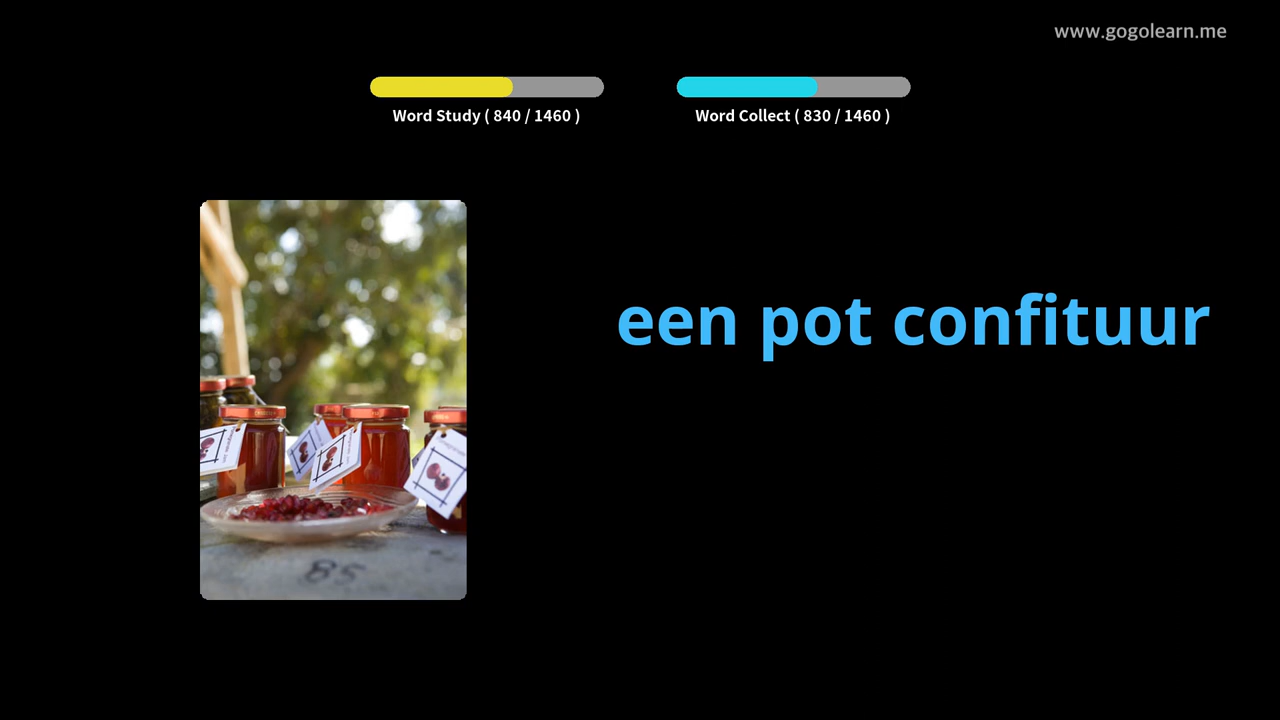 www.gogolearn.me
Word Study ( 840 / 1460 )
Word Collect ( 830 / 1460 )
een pot confituur
85